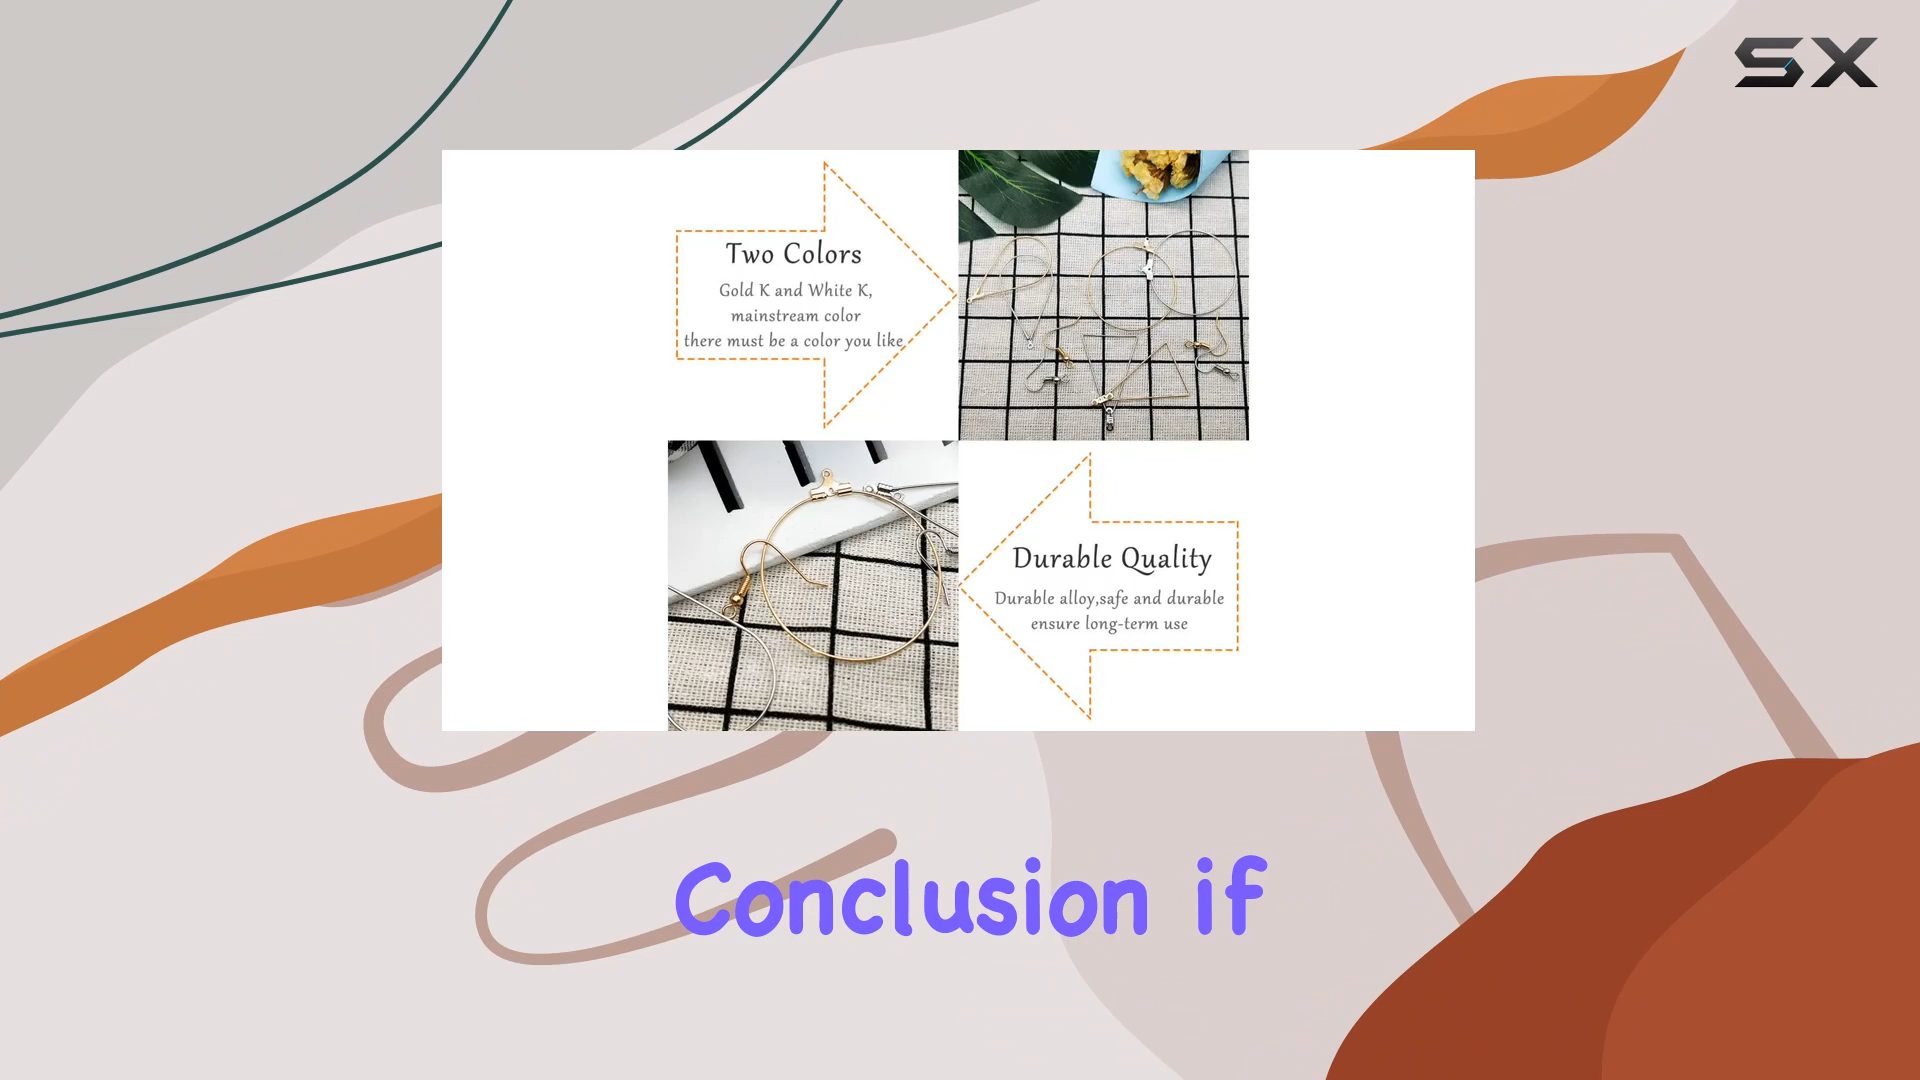 SX
Two Colors
Gold K and White K,
mainstream color
there must be a color you like
Durable Quality
Durable alloy,safe and durable
ensure long-term use
Conclusion if